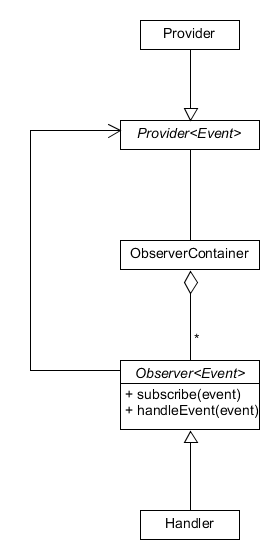 Provider
Provider<Event>
ObserverContainer
*
Observer<Event>
+ subscribe(event)
+ handleEvent(event)
Handler